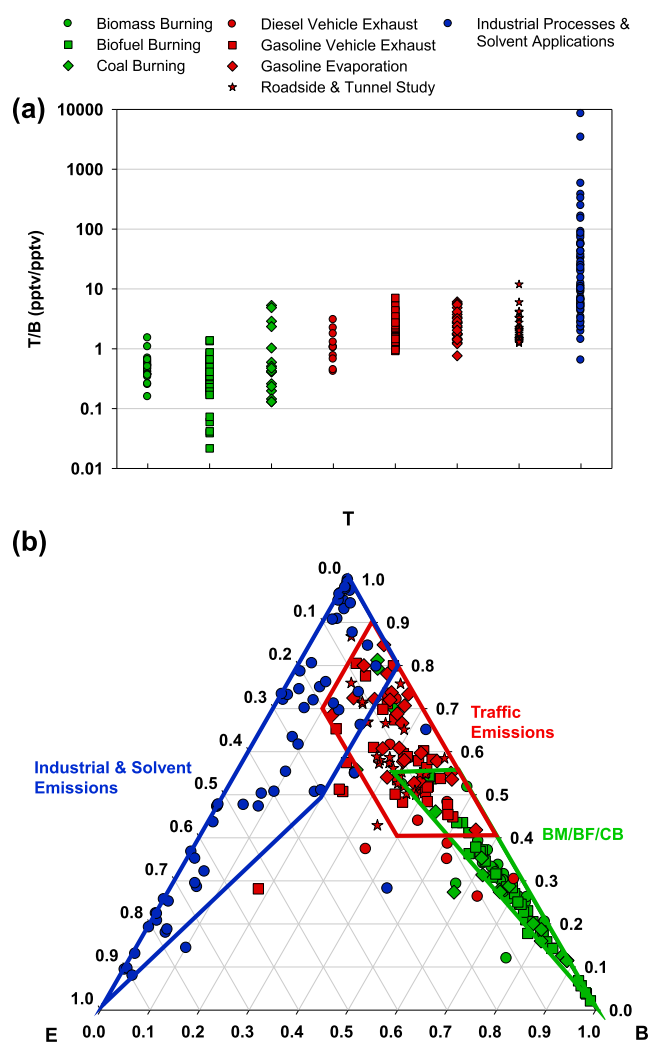 Biomass Burning
Biofuel Burning
Coal Burning
Diesel Vehicle Exhaust
Gasoline Vehicle Exhaust
Gasoline Evaporation
Roadside & Tunnel Study
Industrial Processes &
Solvent Applications
(a)
10000
1000
100
10
1
0.1
0.01
T/B (pptv/pptv)
(b)
T
0.0
1.0
0.1
0.9
0.2
0.8
0.3
0.7
0.4
0.6
0.5
0.5
0.6
0.4
0.7
0.3
0.8
0.2
0.9
0.1
1.0
0.0
Traffic
Emissions
Industrial & Solvent
Emissions
BM/BF/CB
0.0 0.1 0.2 0.3 0.4 0.5 0.6 0.7 0.8 0.9 1.0
E
B